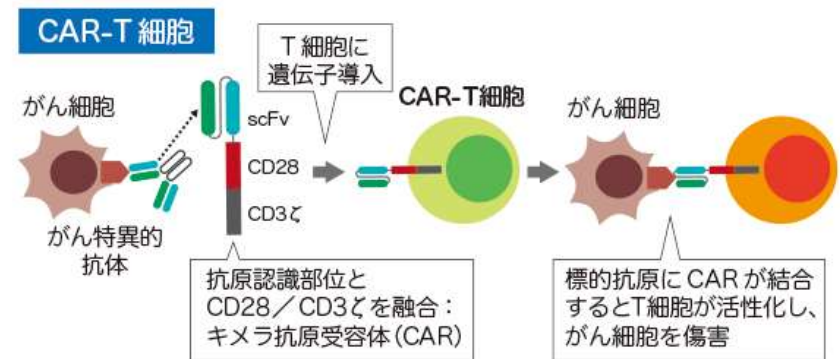 CAR-T 細胞
がん細胞
がん特異的
抗体
scFv
CD28
CD3ζ
抗原認識部位と
CD28／CD3ζを融合：
キメラ抗原受容体（CAR）
T 細胞に
遺伝子導入
CAR-T細胞
がん細胞
標的抗原に CAR が結合
するとT細胞が活性化し、
がん細胞を傷害